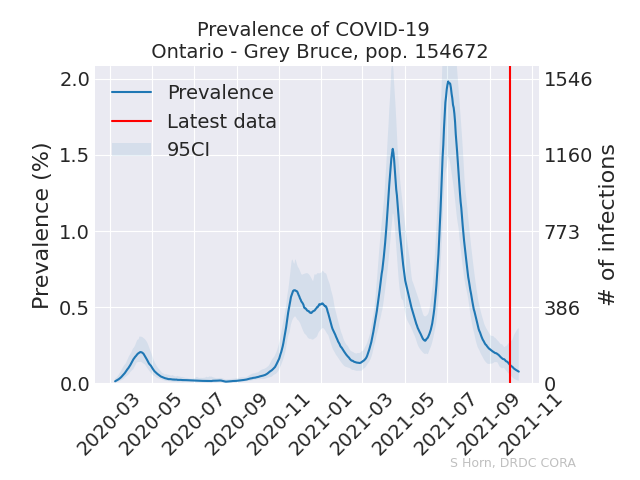 Prevalence of COVID-19
Ontario - Grey Bruce, pop. 154672
Prevalence
Latest data
95CI
Prevalence (%)
2.0
1.5
1.0
0.5
0.0
1546
1160
773
386
0
# of infections
2020-03
2020-05
2020-07
2020-09
2020-11
2021-01
2021-03
2021-05
2021-07
2021-09
2021-11
S Horn, DRDC CORA